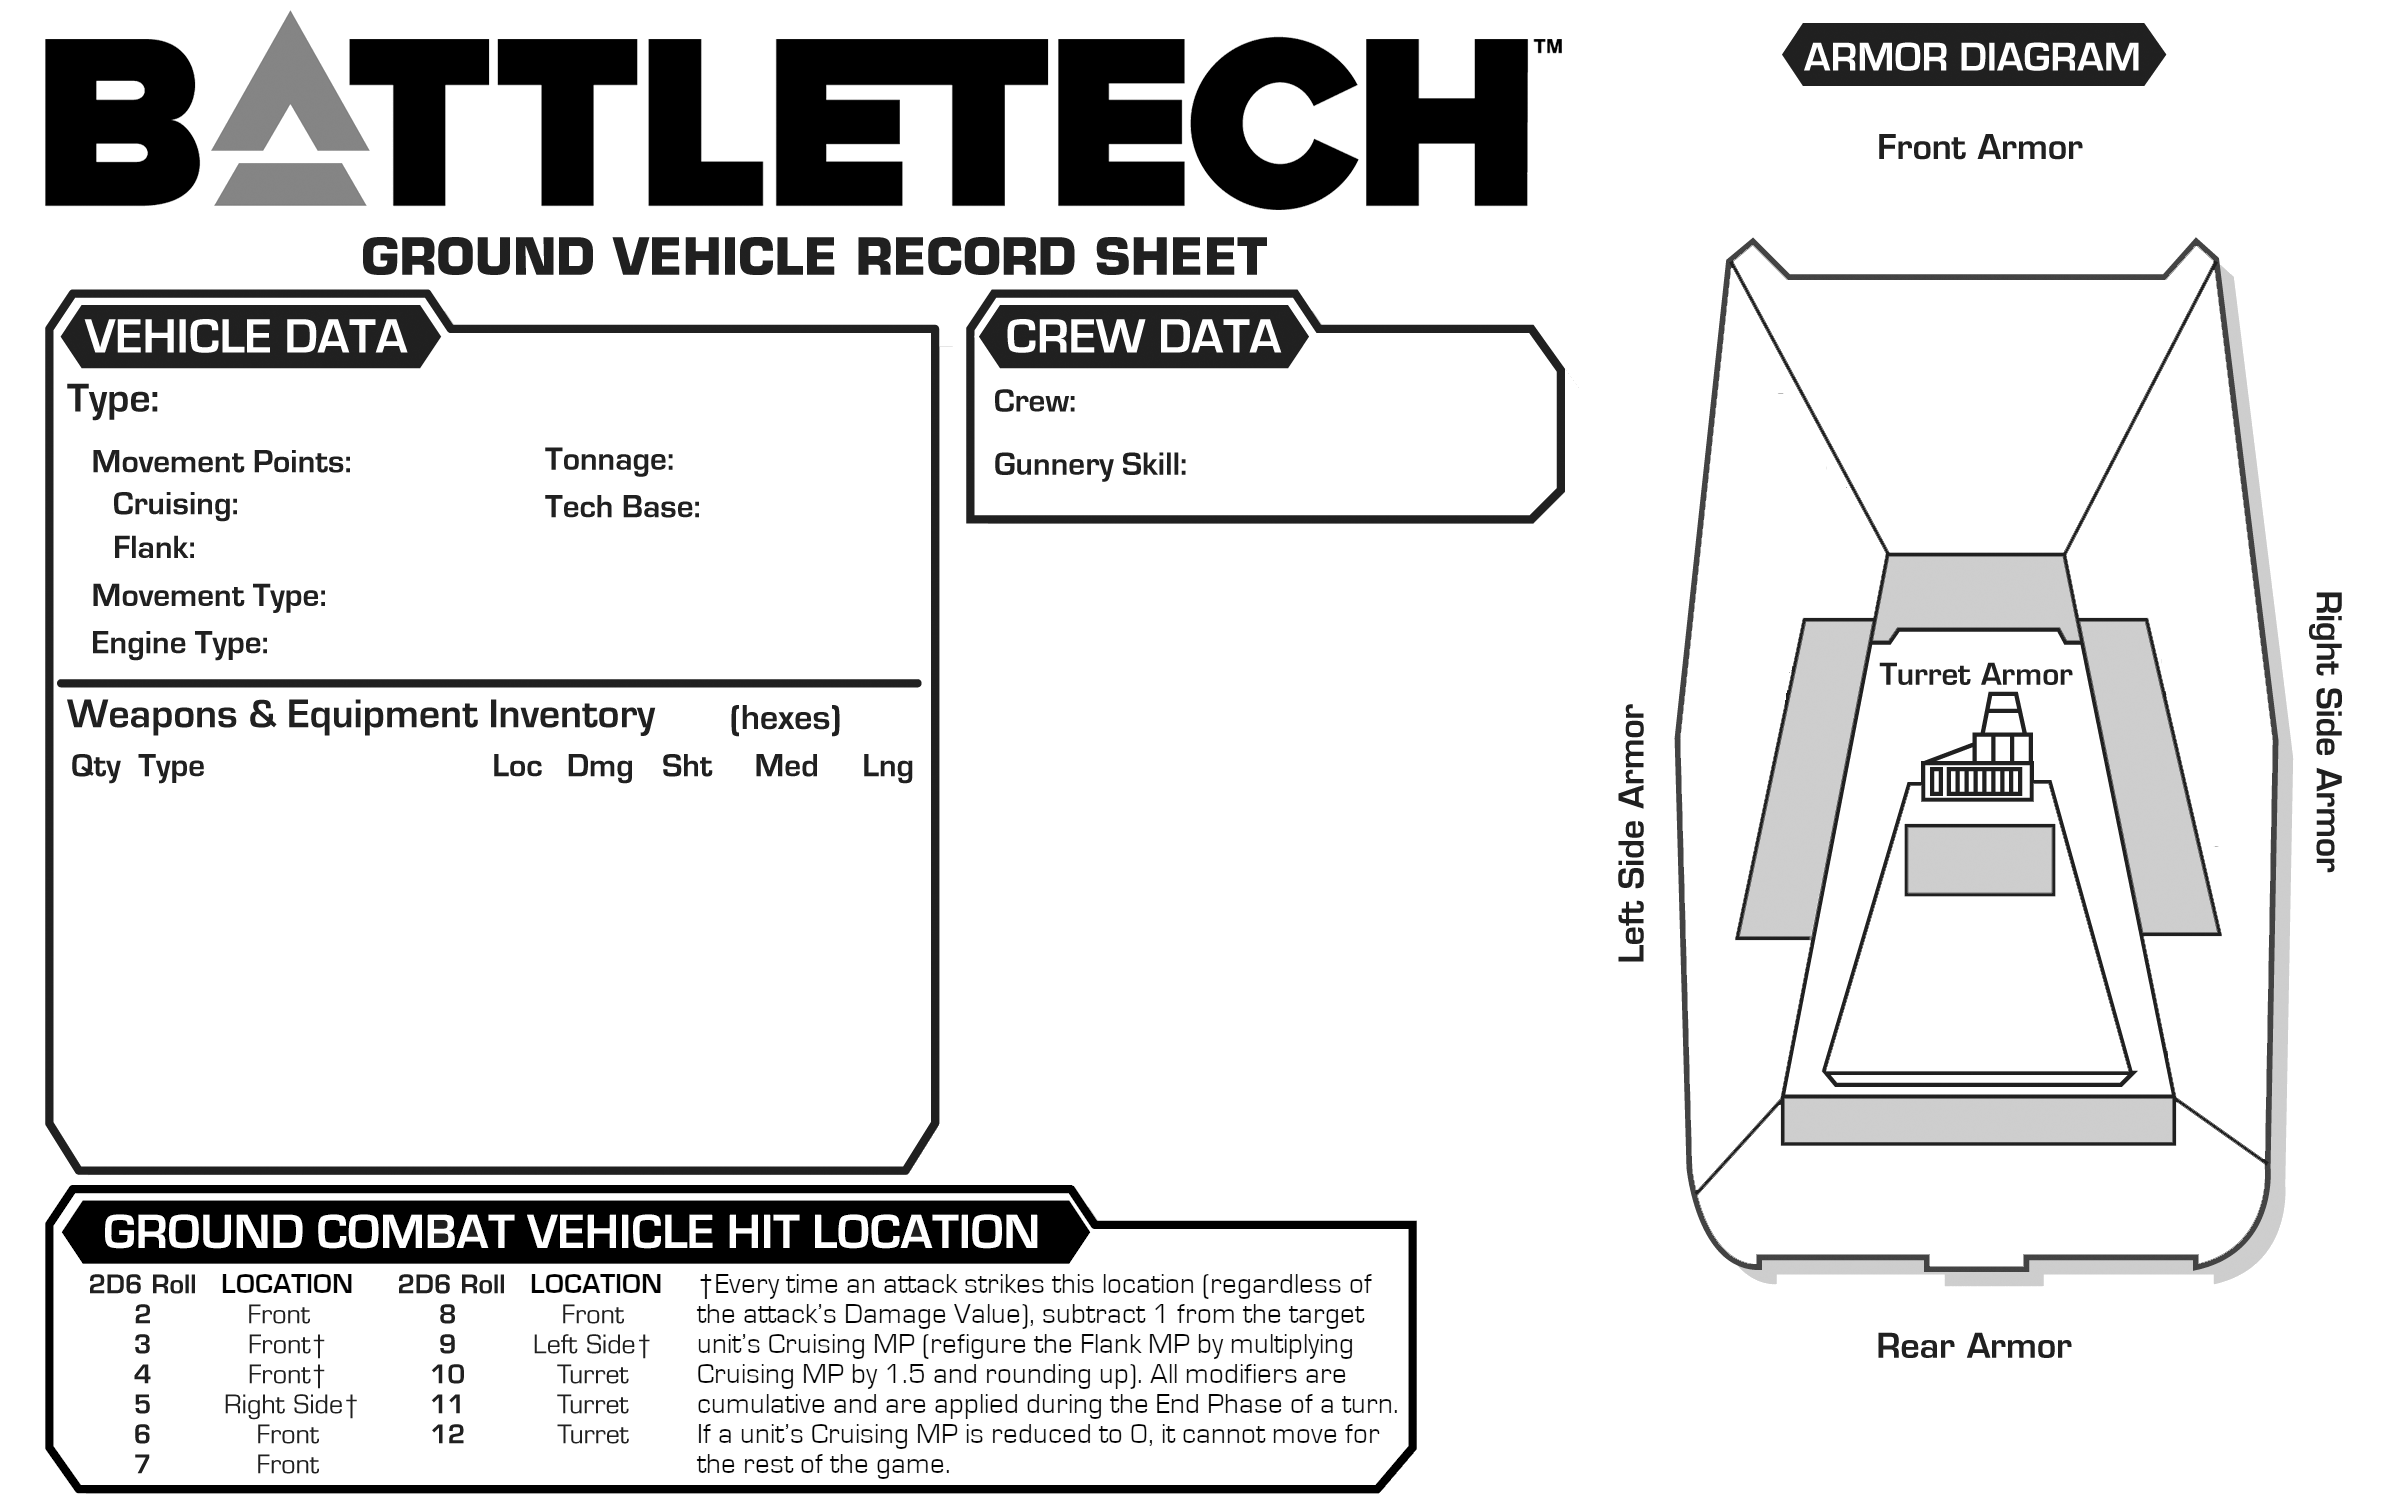 BATTLETECH™
GROUND VEHICLE RECORD SHEET
VEHICLE DATA
Type:
Movement Points:
Cruising:
Flank:
Movement Type:
Engine Type:
Tonnage:
Tech Base:
Weapons & Equipment Inventory (hexes)
Qty Type Loc Dmg Sht Med Lng
CREW DATA
Crew:
Gunnery Skill:
GROUND COMBAT VEHICLE HIT LOCATION
2D6 Roll LOCATION 2D6 Roll LOCATION
2 Front 8 Front
3 Front† 9 Left Side†
4 Front† 10 Turret
5 Right Side† 11 Turret
6 Front 12 Turret
7 Front
†Every time an attack strikes this location (regardless of
the attack's Damage Value), subtract 1 from the target
unit's Cruising MP (refigure the Flank MP by multiplying
Cruising MP by 1.5 and rounding up). All modifiers are
cumulative and are applied during the End Phase of a turn.
If a unit's Cruising MP is reduced to 0, it cannot move for
the rest of the game.
ARMOR DIAGRAM
Front Armor
Left Side Armor
Turret Armor
Right Side Armor
Rear Armor